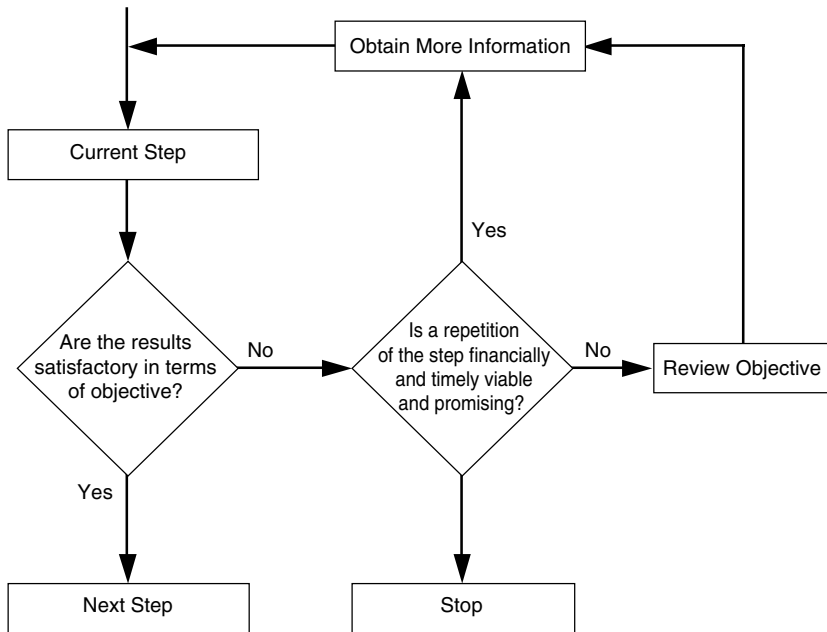 Obtain More Information
Current Step
Yes
Are the results
satisfactory in terms
of objective?
No
Is a repetition
of the step financially
and timely viable
and promising?
No
Review Objective
Yes
Next Step
Stop